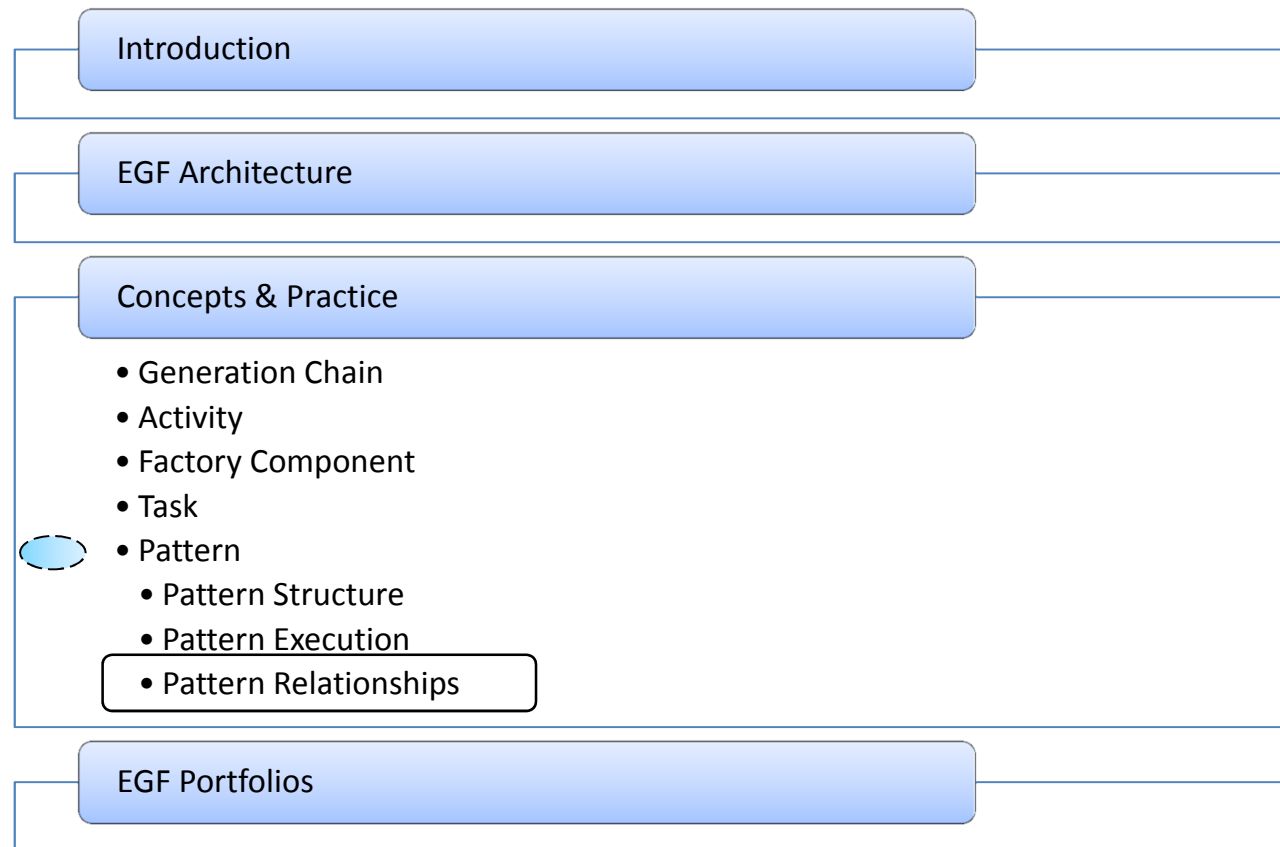 Introduction
EGF Architecture
Concepts & Practice
• Generation Chain
• Activity
• Factory Component
• Task
• Pattern
• Pattern Structure
• Pattern Execution
• Pattern Relationships
EGF Portfolios